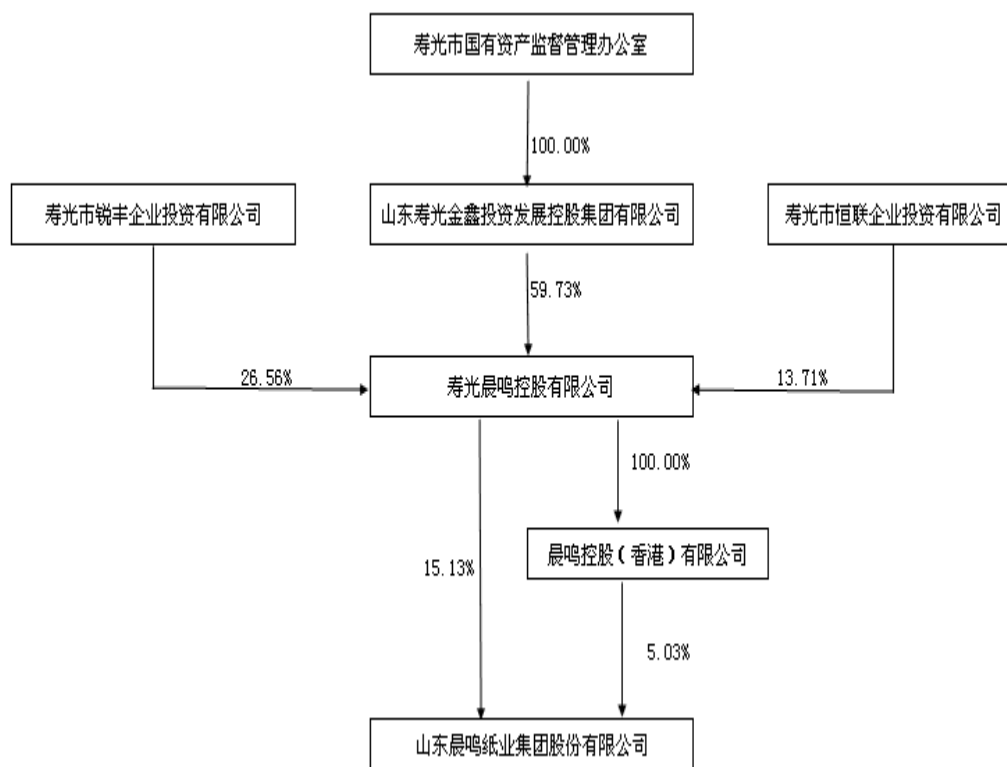 寿光市国有资产监督管理办公室
100.00%
寿光市锐丰企业投资有限公司
山东寿光金鑫投资发展控股集团有限公司
寿光市恒联企业投资有限公司
59.73%
26.56%
寿光晨鸣控股有限公司
13.71%
100.00%
晨鸣控股（香港）有限公司
15.13%
5.03%
山东晨鸣纸业集团股份有限公司